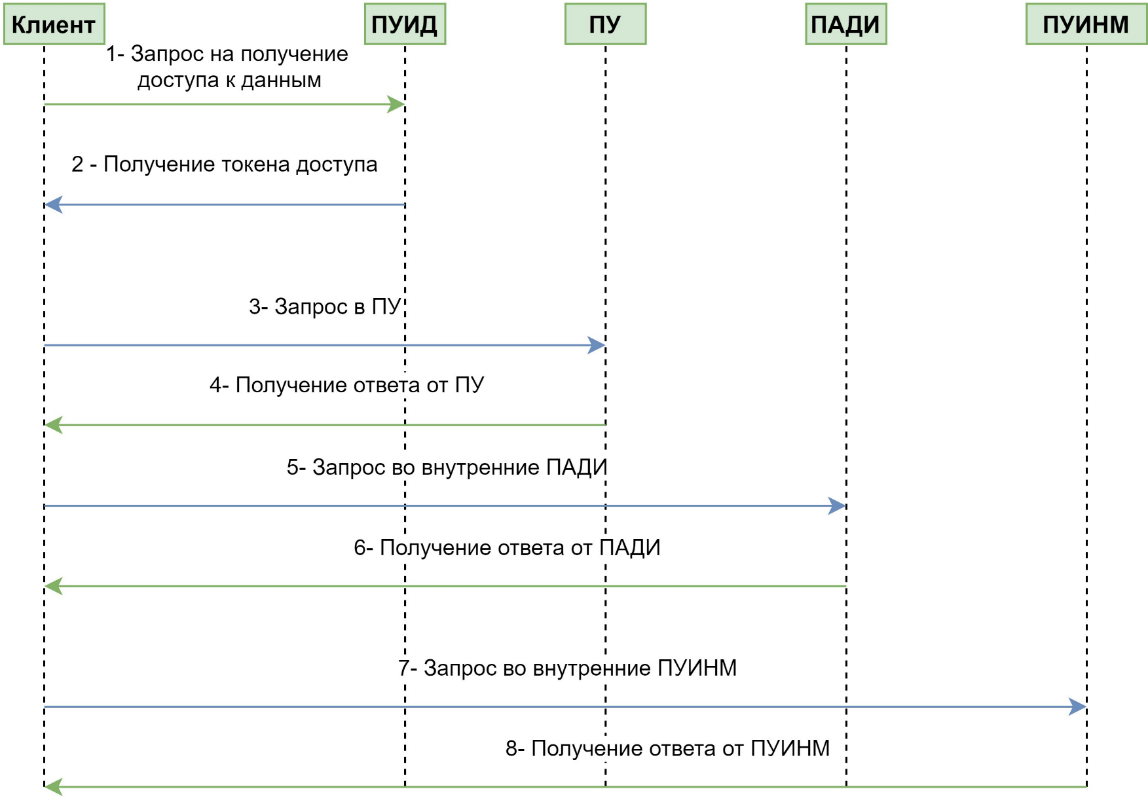 Клиент
ПУИД
ПУ
ПАДИ
ПУИНМ
1- Запрос на получение
доступа к данным
2 - Получение токена доступа
3- Запрос в ПУ
4- Получение ответа от ПУ
5- Запрос во внутренние ПАДИ
6- Получение ответа от ПАДИ
7- Запрос во внутренние ПУИНМ
8- Получение ответа от ПУИНМ